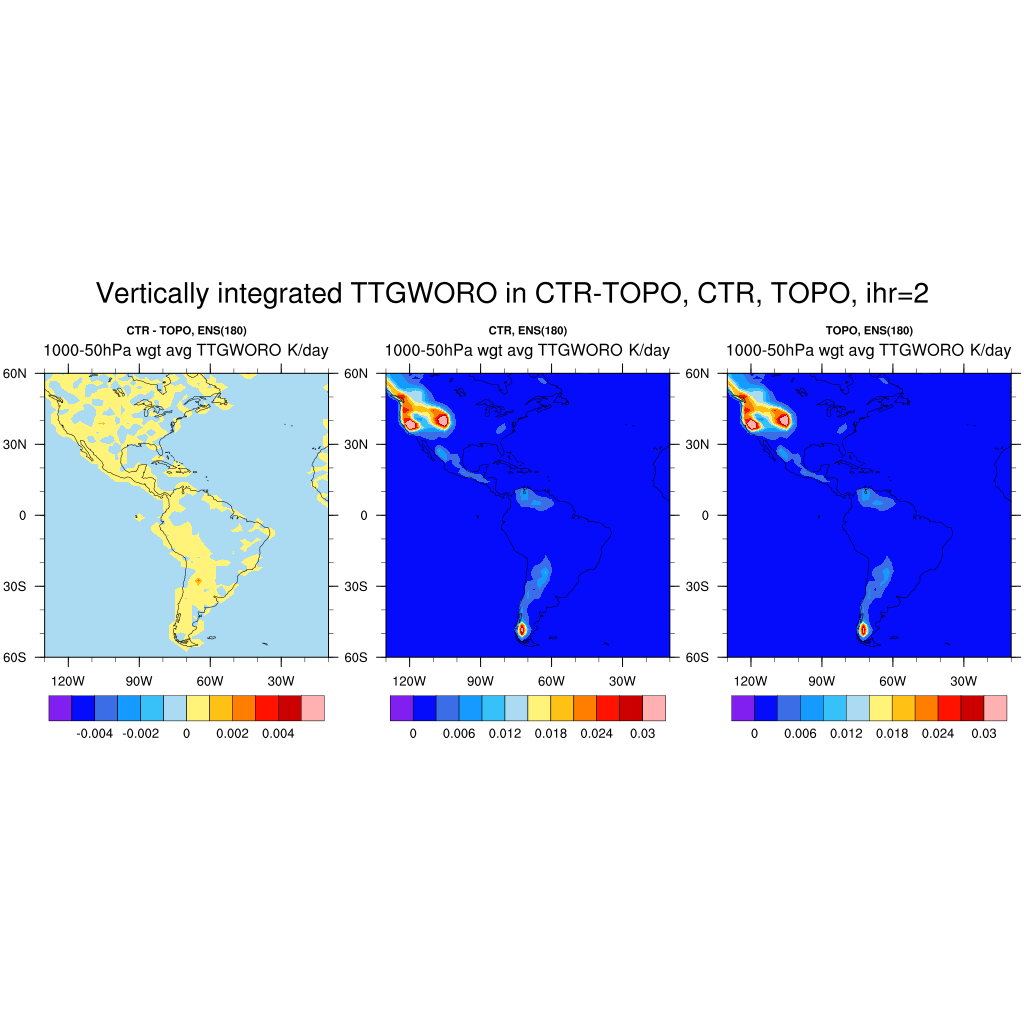 Vertically integrated TTGWORO in CTR-TOPO, CTR, TOPO, ihr=2
CTR - TOPO, ENS(180)
1000-50hPa wgt avg TTGWORO K/day
60N
30N
0
30S
60S
120W 90W 60W 30W
-0.004 -0.002 0 0.002 0.004
CTR, ENS(180)
1000-50hPa wgt avg TTGWORO K/day
60N
30N
0
30S
60S
120W 90W 60W 30W
0 0.006 0.012 0.018 0.024 0.03
TOPO, ENS(180)
1000-50hPa wgt avg TTGWORO K/day
60N
30N
0
30S
60S
120W 90W 60W 30W
0 0.006 0.012 0.018 0.024 0.03